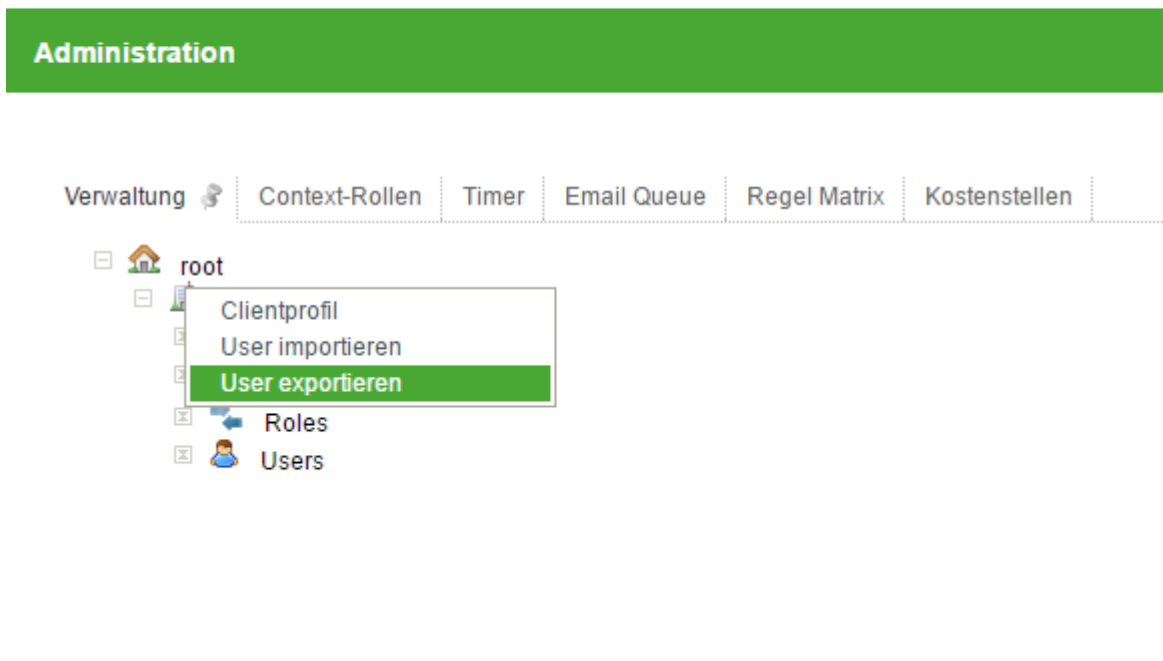 Administration
Verwaltung Context-Rollen Timer Email Queue Regel Matrix Kostenstellen
root
Clientprofil
User importieren
User exportieren
Roles
Users